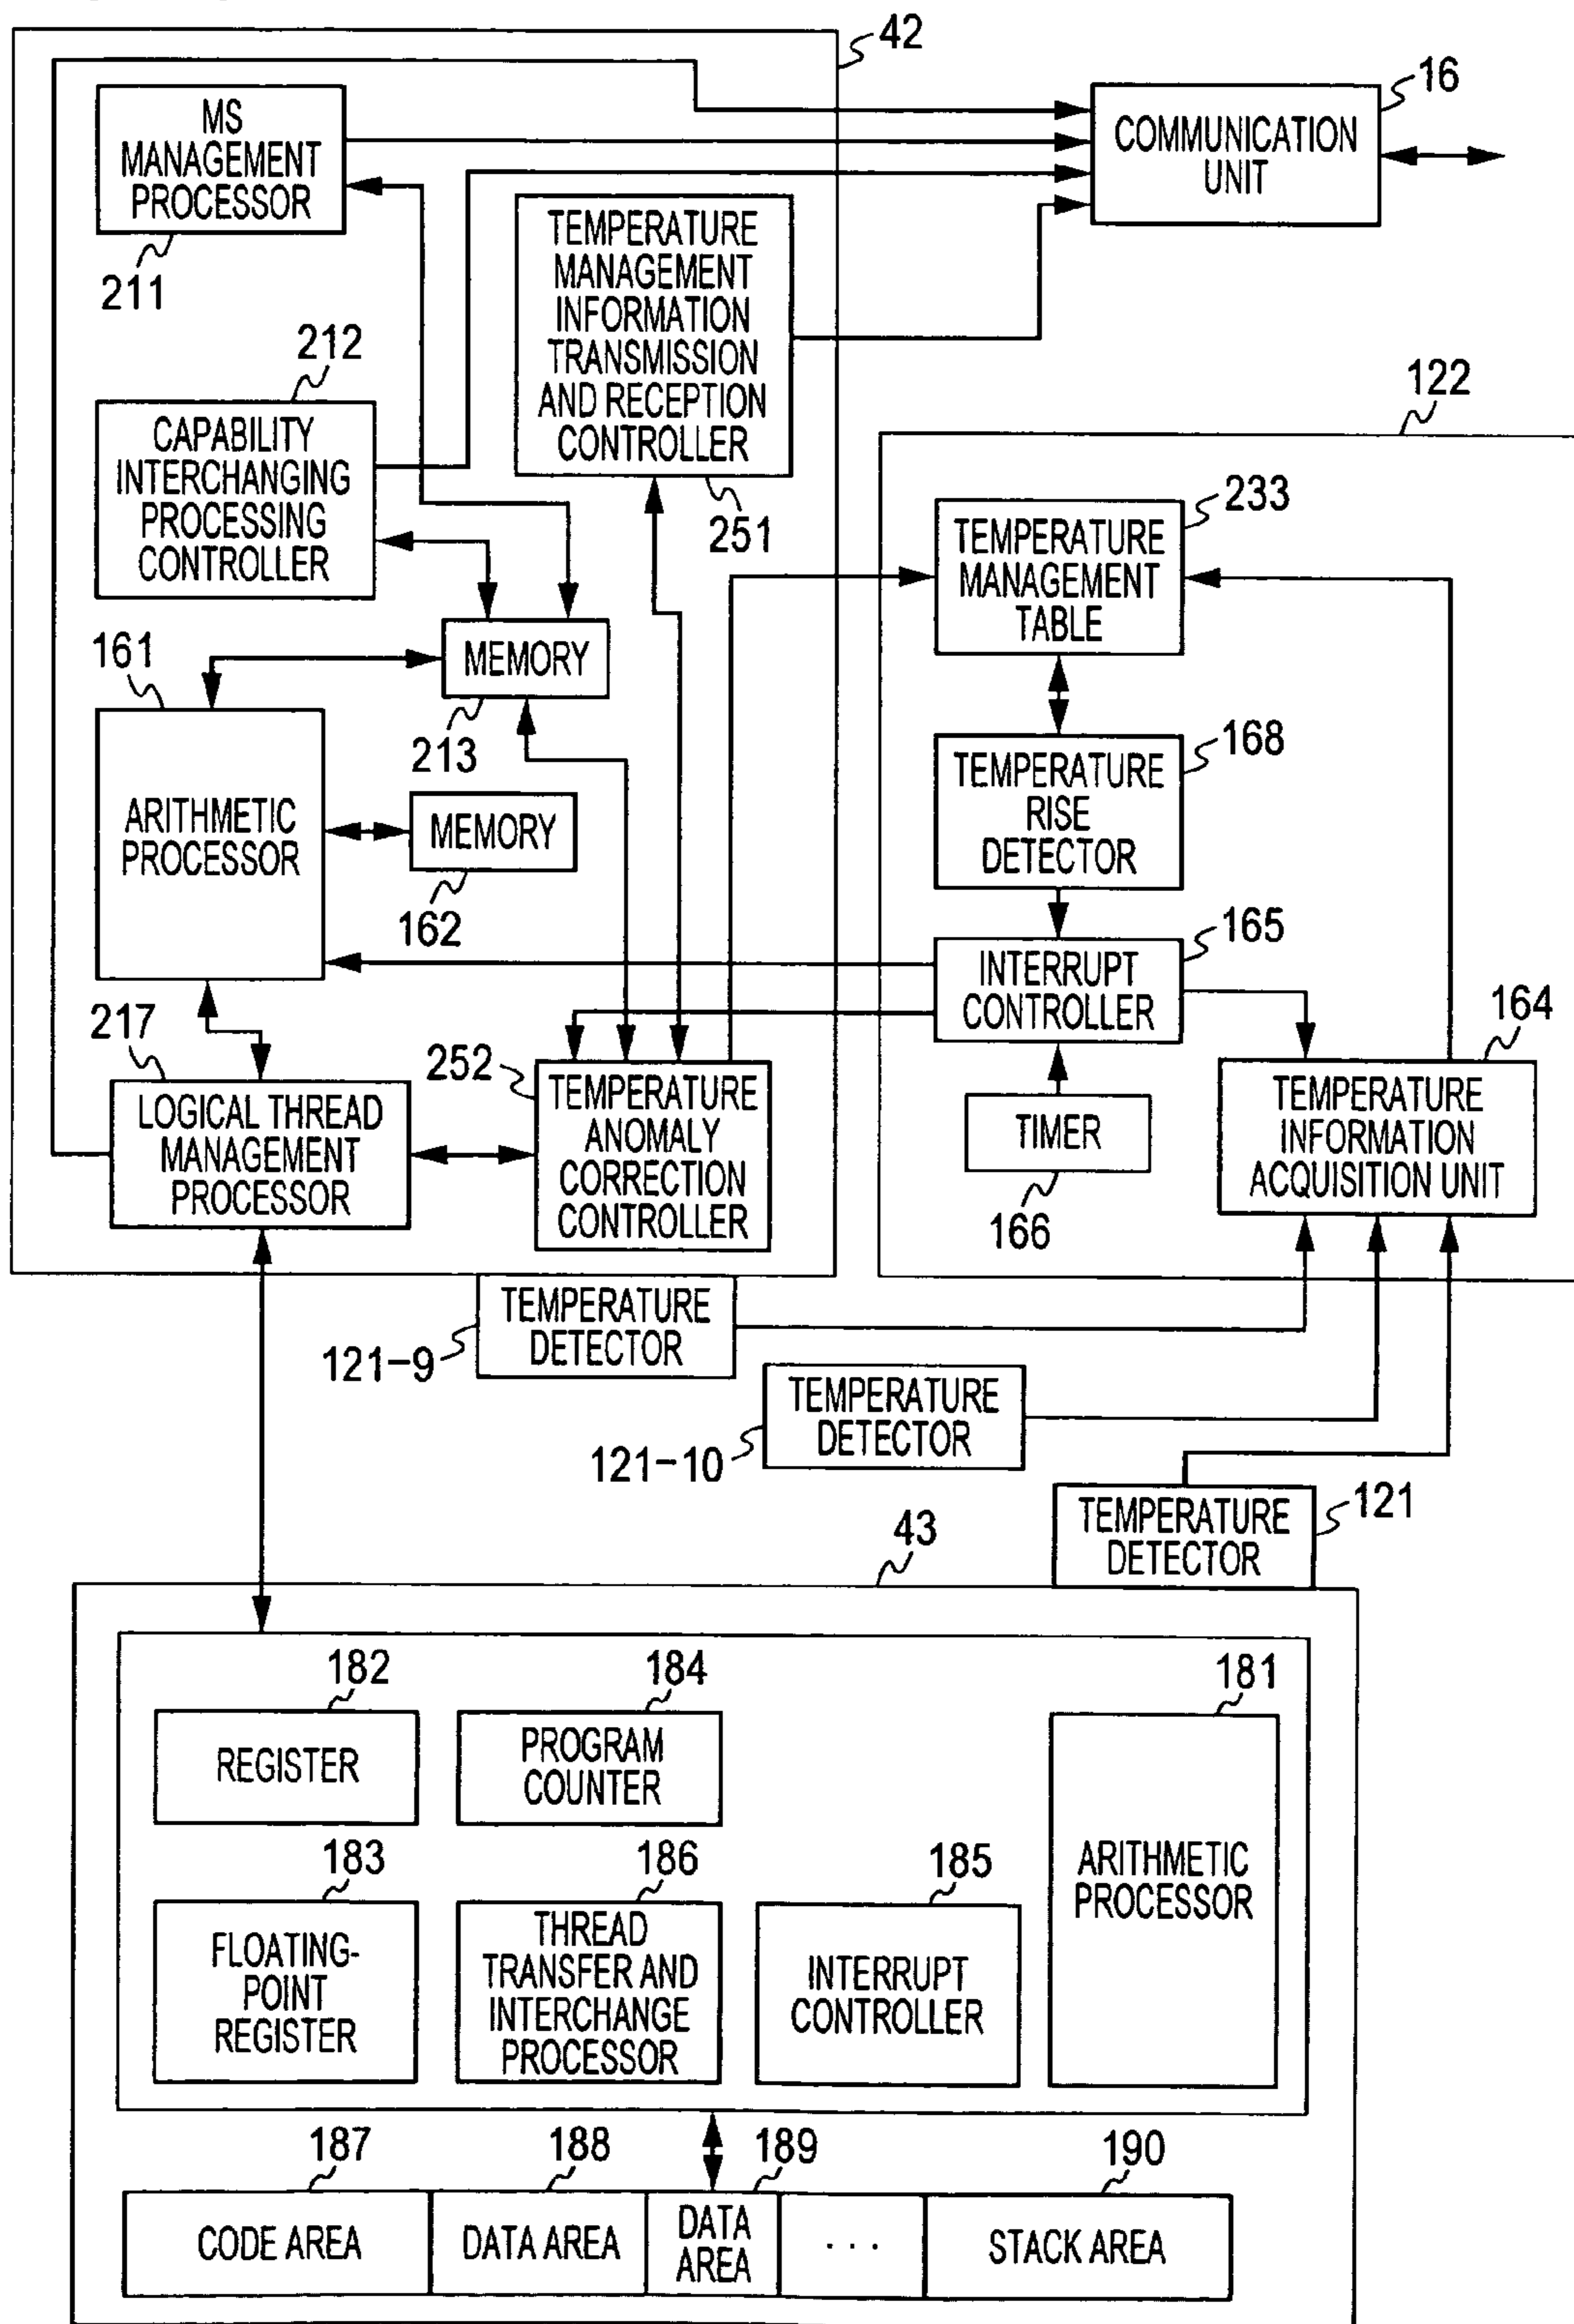 42
16
MS
MANAGEMENT
PROCESSOR
211
COMMUNICATION
UNIT
TEMPERATURE
MANAGEMENT
INFORMATION
TRANSMISSION
AND RECEPTION
CONTROLLER
251
212
CAPABILITY
INTERCHANGING
PROCESSING
CONTROLLER
122
233
TEMPERATURE
MANAGEMENT
TABLE
161
MEMORY
213
ARITHMETIC
PROCESSOR
MEMORY
162
168
TEMPERATURE
RISE
DETECTOR
165
INTERRUPT
CONTROLLER
164
217
LOGICAL THREAD
MANAGEMENT
PROCESSOR
252
TEMPERATURE
ANOMALY
CORRECTION
CONTROLLER
TIMER
166
TEMPERATURE
INFORMATION
ACQUISITION UNIT
TEMPERATURE
DETECTOR
121-9
TEMPERATURE
DETECTOR
121-10
TEMPERATURE
DETECTOR
121
43
182
REGISTER
184
PROGRAM
COUNTER
181
ARITHMETIC
PROCESSOR
183
FLOATING-
POINT
REGISTER
186
THREAD
TRANSFER AND
INTERCHANGE
PROCESSOR
185
INTERRUPT
CONTROLLER
187
188
189
190
CODE AREA
DATA AREA
DATA
AREA
...
STACK AREA